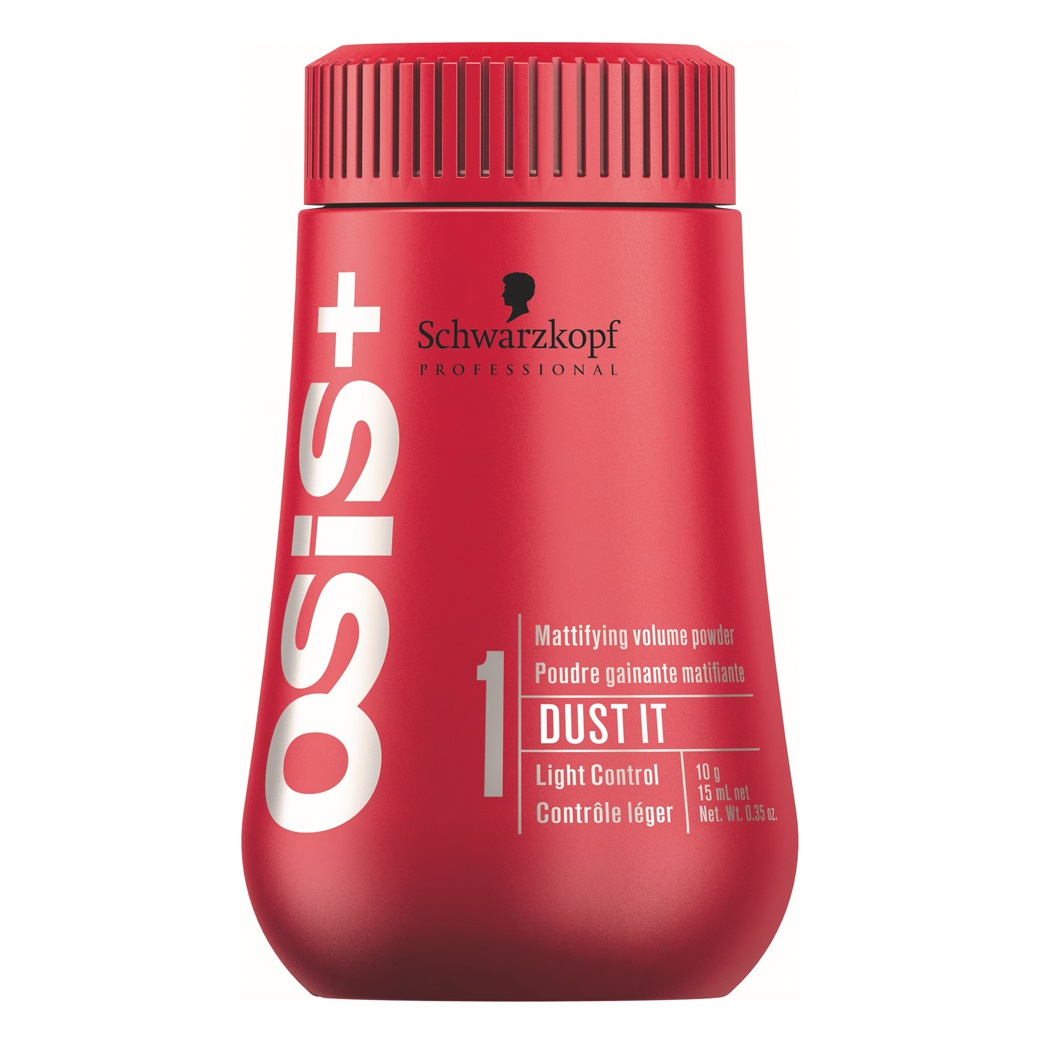 OSiS+
Schwarzkopf
PROFESSIONAL
1
Mattifying volume powder
Poudre gainante matifiante
DUST IT
Light Control
Contrôle léger
10 g
15 mL net
Net. Wt. 0.35 oz.